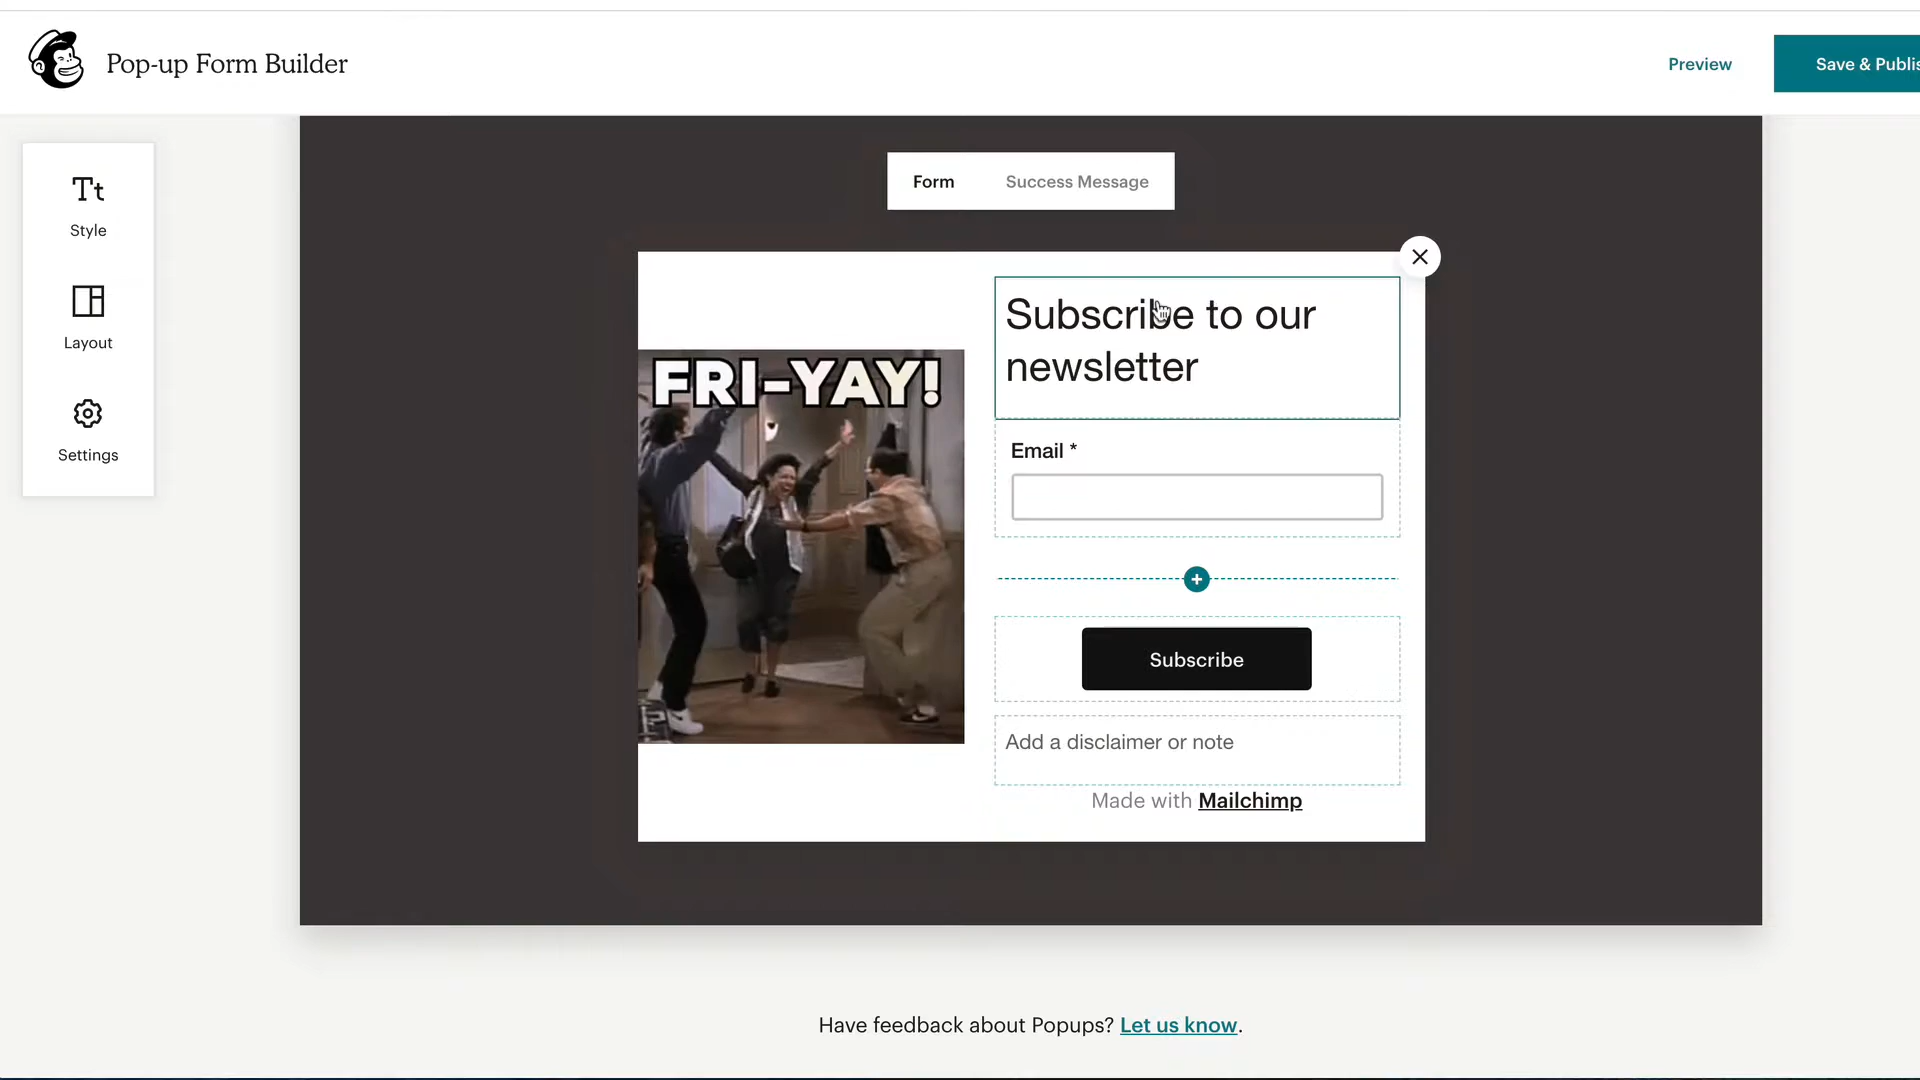 Pop-up Form Builder
Preview
Save & Publis
Tt
Style
Layout
Settings
Form
Success Message
FRI-YAY!
Subscribe to our
newsletter
Email *
Subscribe
Add a disclaimer or note
Made with Mailchimp
Have feedback about Popups? Let us know.